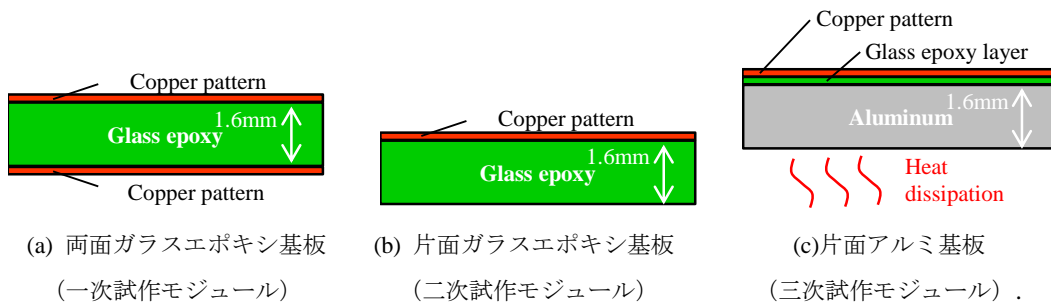 Copper pattern
Glass epoxy
1.6mm
Copper pattern
(a) 両面ガラスエポキシ基板
（一次試作モジュール）
Copper pattern
Glass epoxy
1.6mm
(b) 片面ガラスエポキシ基板
（二次試作モジュール）
Copper pattern
Glass epoxy layer
1.6mm
Aluminum
Heat
dissipation
(c)片面アルミ基板
（三次試作モジュール）.